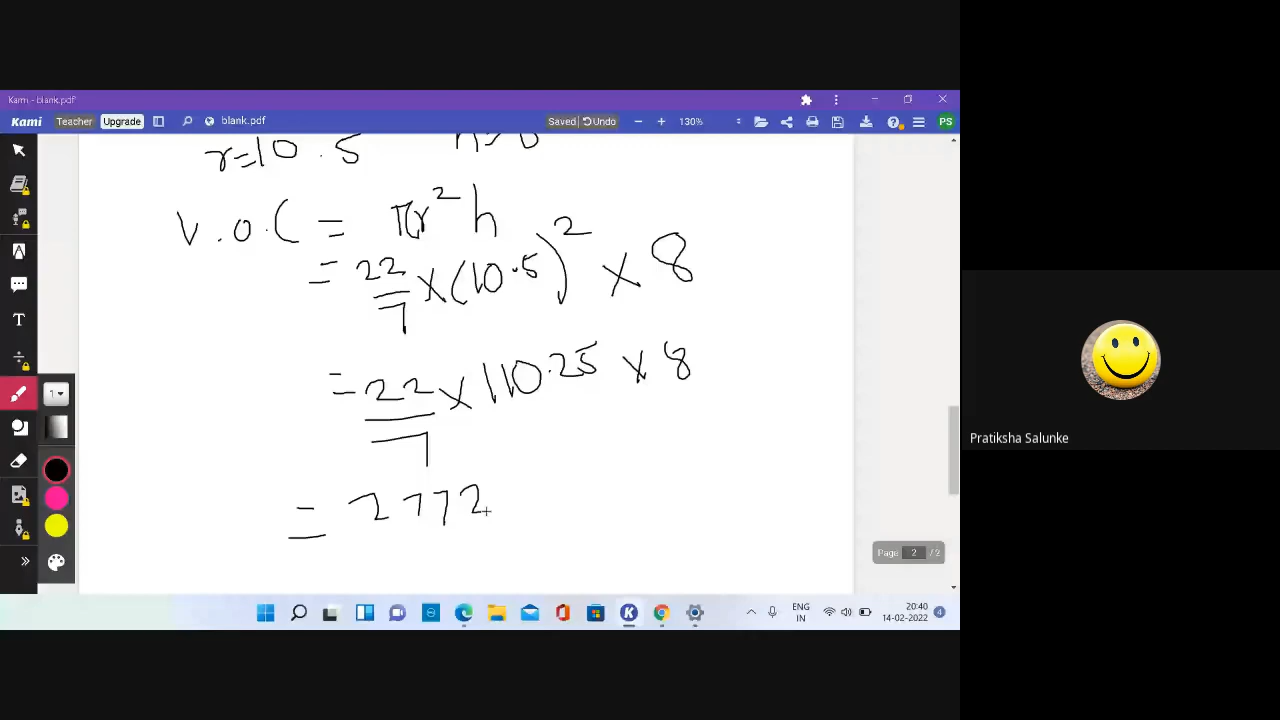 Kami - blank.pdf
Kami Teacher Upgrade blank.pdf Saved Undo 130% PS
r=10.5
V.O.C = πr²h
= 22/7 × (10.5)² × 8
= 22/7 × 110.25 × 8
= 2772
Page 2 / 2
Pratiksha Salunke
ENG
IN
20:40
14-02-2022
4